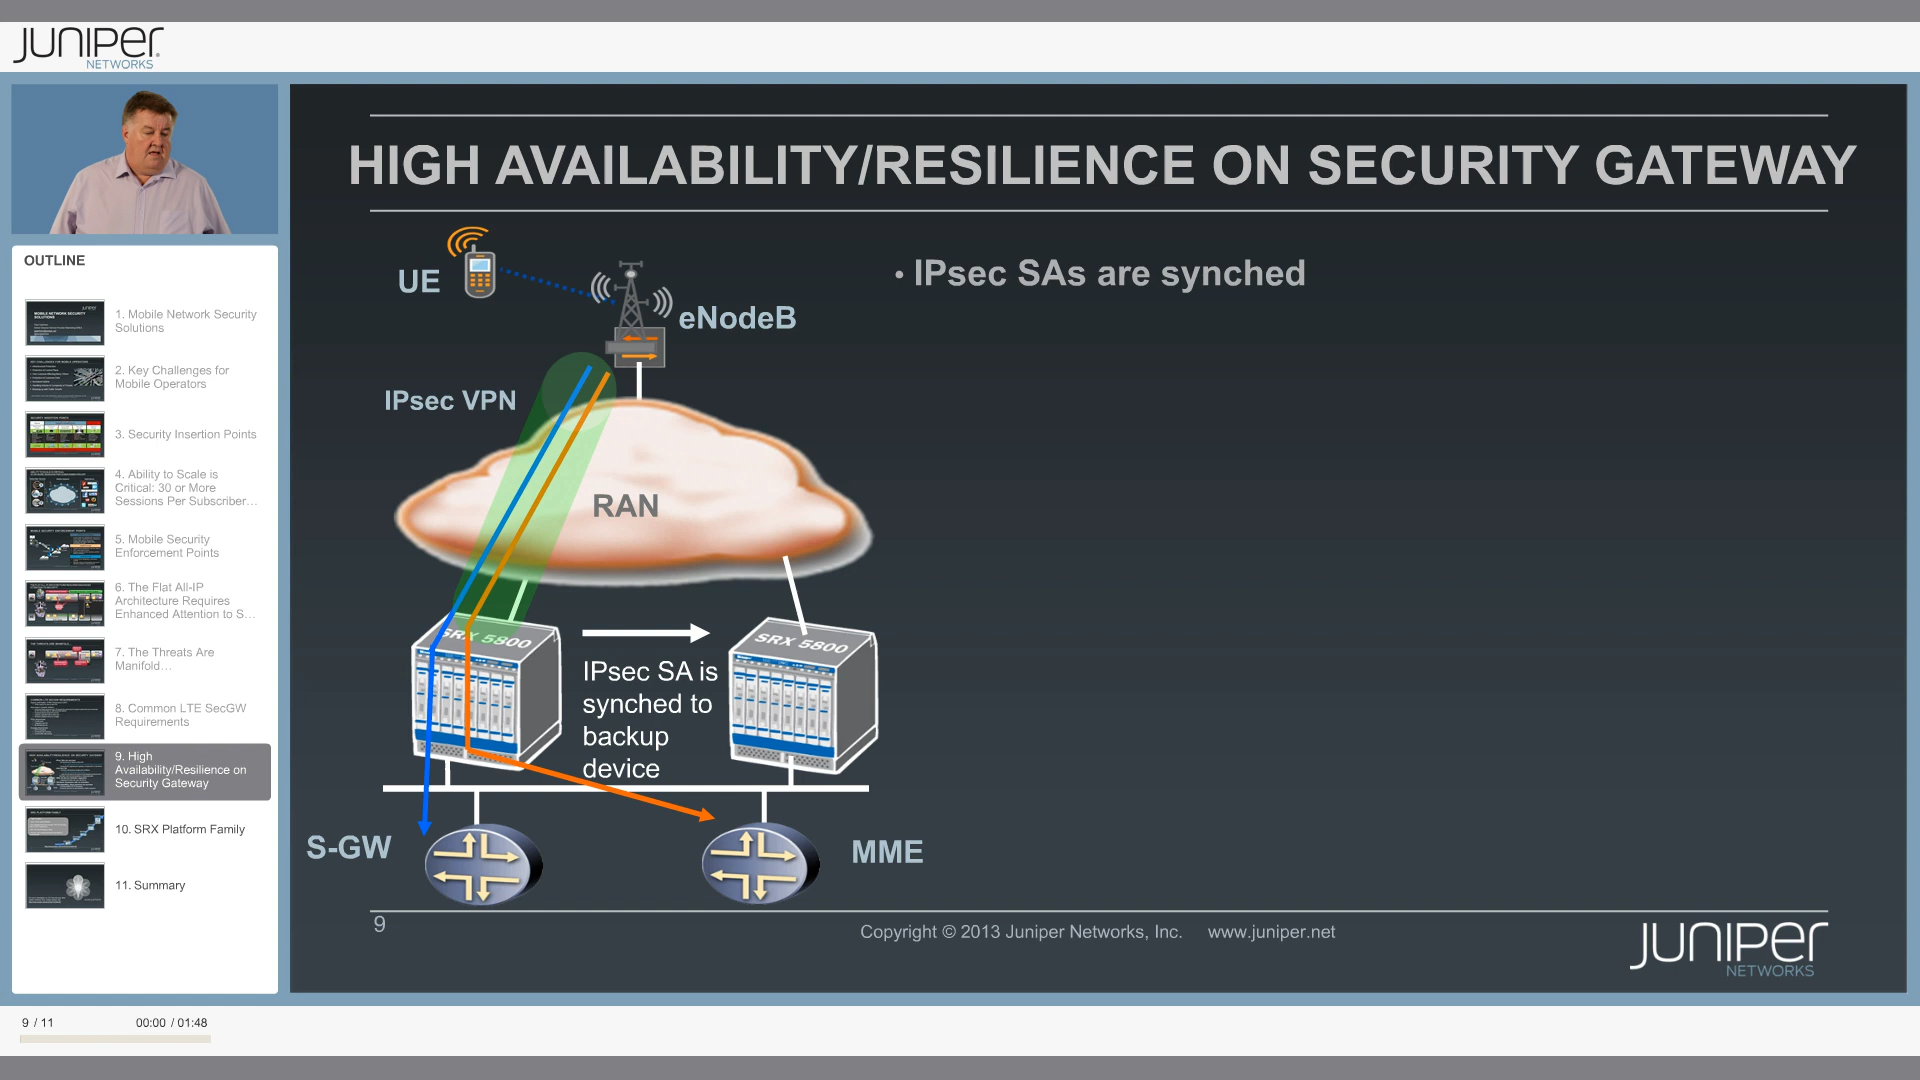 JUNIPER
NETWORKS
OUTLINE
1. Mobile Network Security
Solutions
2. Key Challenges for
Mobile Operators
3. Security Insertion Points
4. Ability to Scale is
Critical: 30 or More
Sessions Per Subscriber...
5. Mobile Security
Enforcement Points
6. The Flat All-IP
Architecture Requires
Enhanced Attention to S...
7. The Threats Are
Manifold...
8. Common LTE SecGW
Requirements
9. High
Availability/Resilience on
Security Gateway
10. SRX Platform Family
11. Summary
9 / 11
00:00 / 01:48
HIGH AVAILABILITY/RESILIENCE ON SECURITY GATEWAY
UE
eNodeB
• IPsec SAs are synched
IPsec VPN
RAN
SRX 5800
SRX 5800
IPsec SA is
synched to
backup
device
S-GW
MME
9
Copyright © 2013 Juniper Networks, Inc. www.juniper.net
JUNIPER
NETWORKS